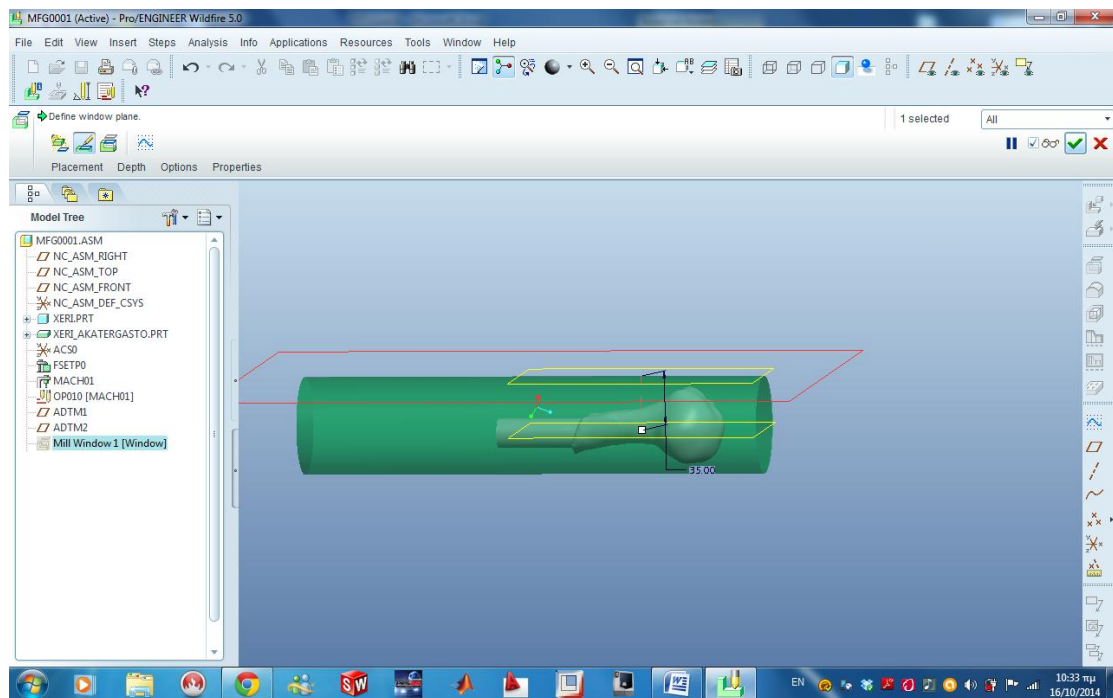 MFG0001 (Active) - Pro/ENGINEER Wildfire 5.0
File Edit View Insert Steps Analysis Info Applications Resources Tools Window Help
Define window plane.
1 selected
All
Placement Depth Options Properties
Model Tree
MFG0001.ASM
NC_ASM_RIGHT
NC_ASM_TOP
NC_ASM_FRONT
NC_ASM_DEF_CSYS
XERI.PRT
XERI_AKATERGASTO.PRT
ACS0
FSETP0
MACH01
OP010 [MACH01]
ADTM1
ADTM2
Mill Window 1 [Window]
35.00
EN
10:33 πμ
16/10/2014